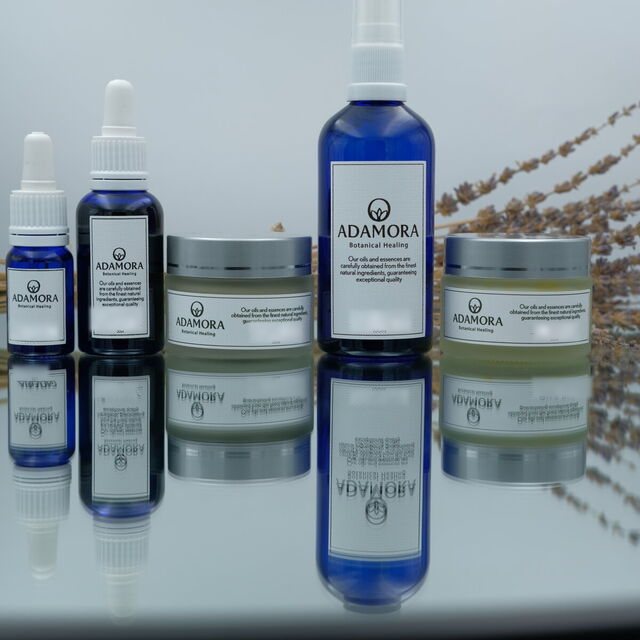 ADAMORA
Botanical Healing
ADAMORA
Botanical Healing
Our oils and essences
are carefully obtained
from the finest natural
ingredients, guaranteeing
exceptional quality
ADAMORA
Botanical Healing
Our oils and essences are carefully
obtained from the finest natural ingredients,
guaranteeing exceptional quality
ADAMORA
Botanical Healing
Our oils and essences are
carefully obtained from the finest
natural ingredients, guaranteeing
exceptional quality
ADAMORA
Botanical Healing
Our oils and essences are carefully
obtained from the finest natural ingredients,
guaranteeing exceptional quality